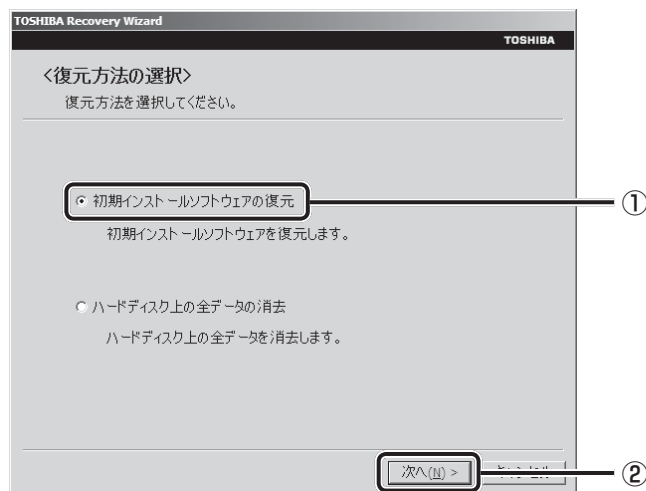 TOSHIBA Recovery Wizard
TOSHIBA
<復元方法の選択>
復元方法を選択してください。
初期インストールソフトウェアの復元
①
初期インストールソフトウェアを復元します。
ハードディスク上の全データの消去
ハードディスク上の全データを消去します。
次へ(N) >
②